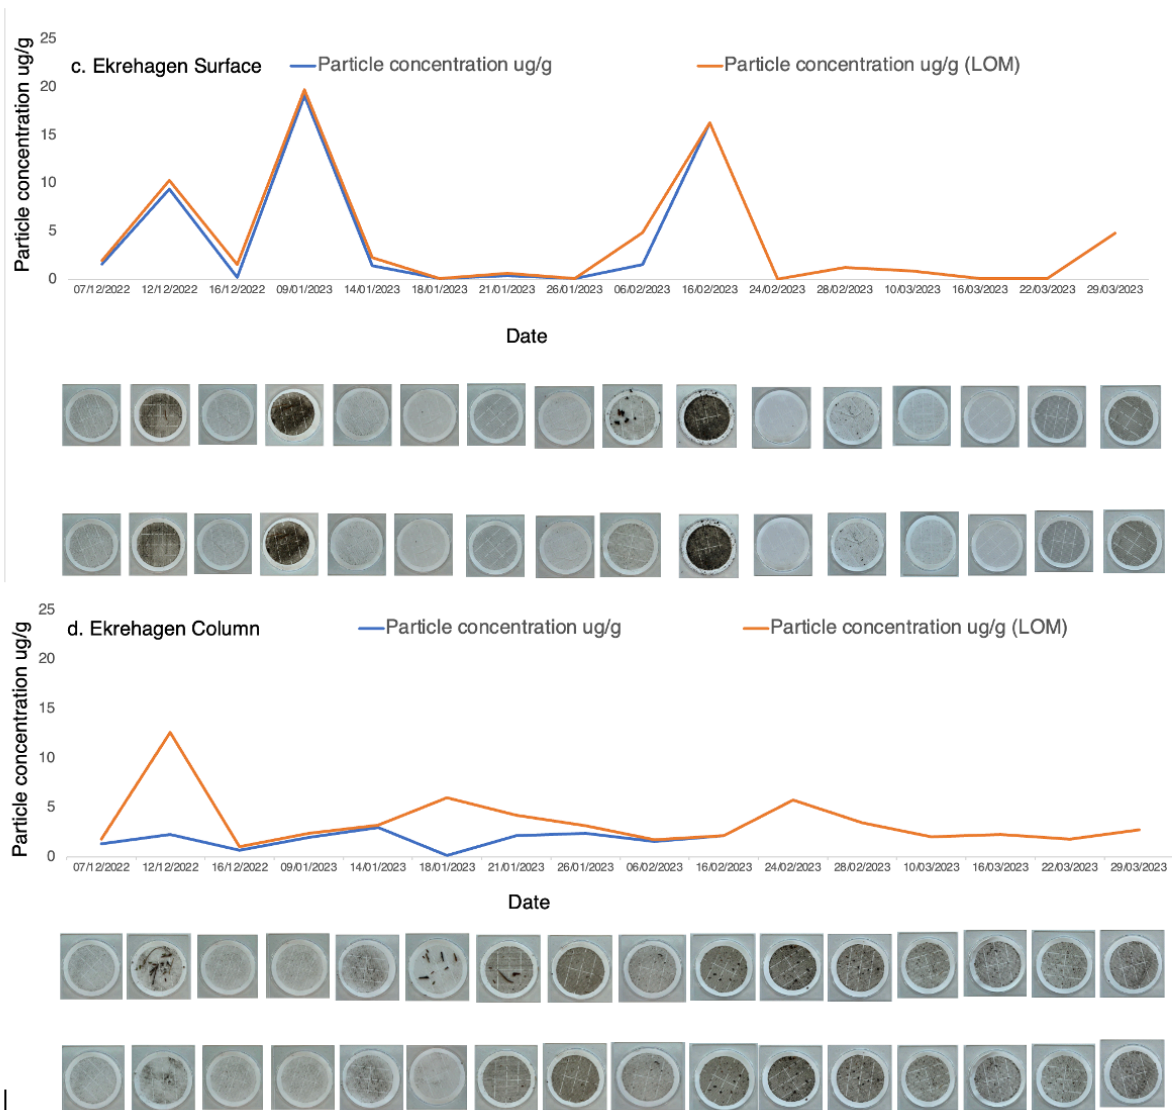 25
c. Ekrehagen Surface
Particle concentration ug/g
Particle concentration ug/g (LOM)
Particle concentration ug/g
20
15
10
5
0
07/12/2022 12/12/2022 16/12/2022 09/01/2023 14/01/2023 18/01/2023 21/01/2023 26/01/2023 06/02/2023 16/02/2023 24/02/2023 28/02/2023 10/03/2023 16/03/2023 22/03/2023 29/03/2023
Date
25
d. Ekrehagen Column
Particle concentration ug/g
Particle concentration ug/g (LOM)
Particle concentration ug/g
20
15
10
5
0
07/12/2022 12/12/2022 16/12/2022 09/01/2023 14/01/2023 18/01/2023 21/01/2023 26/01/2023 06/02/2023 16/02/2023 24/02/2023 28/02/2023 10/03/2023 16/03/2023 22/03/2023 29/03/2023
Date